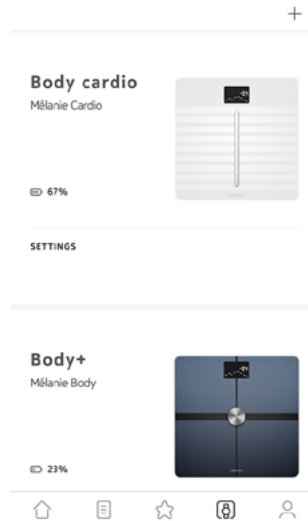 Body cardio
Mélanie Cardio
67%
SETTINGS
Body+
Mélanie Body
23%